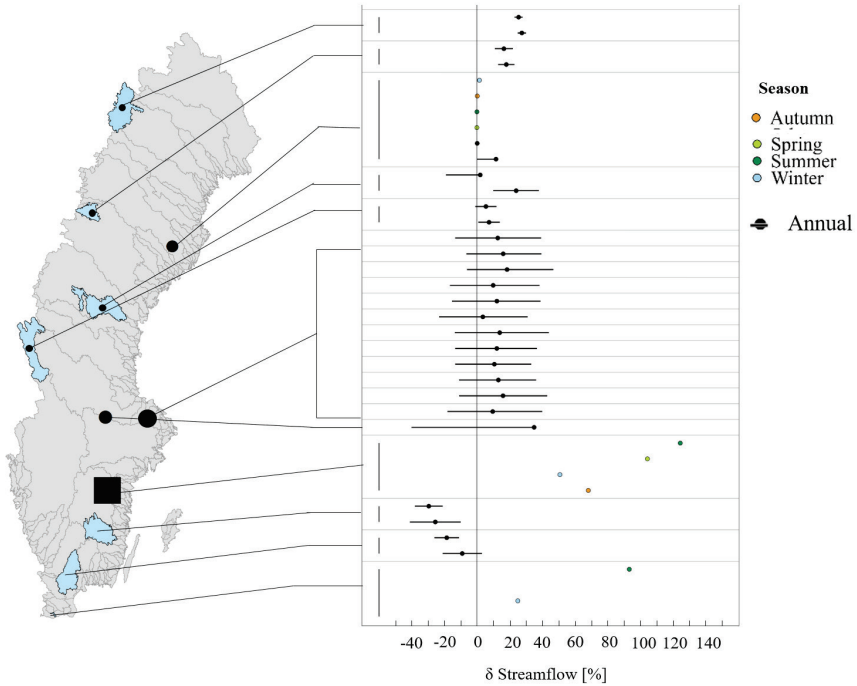 Season
Autumn
Spring
Summer
Winter
Annual
-40 -20 0 20 40 60 80 100 120 140
δ Streamflow [%]